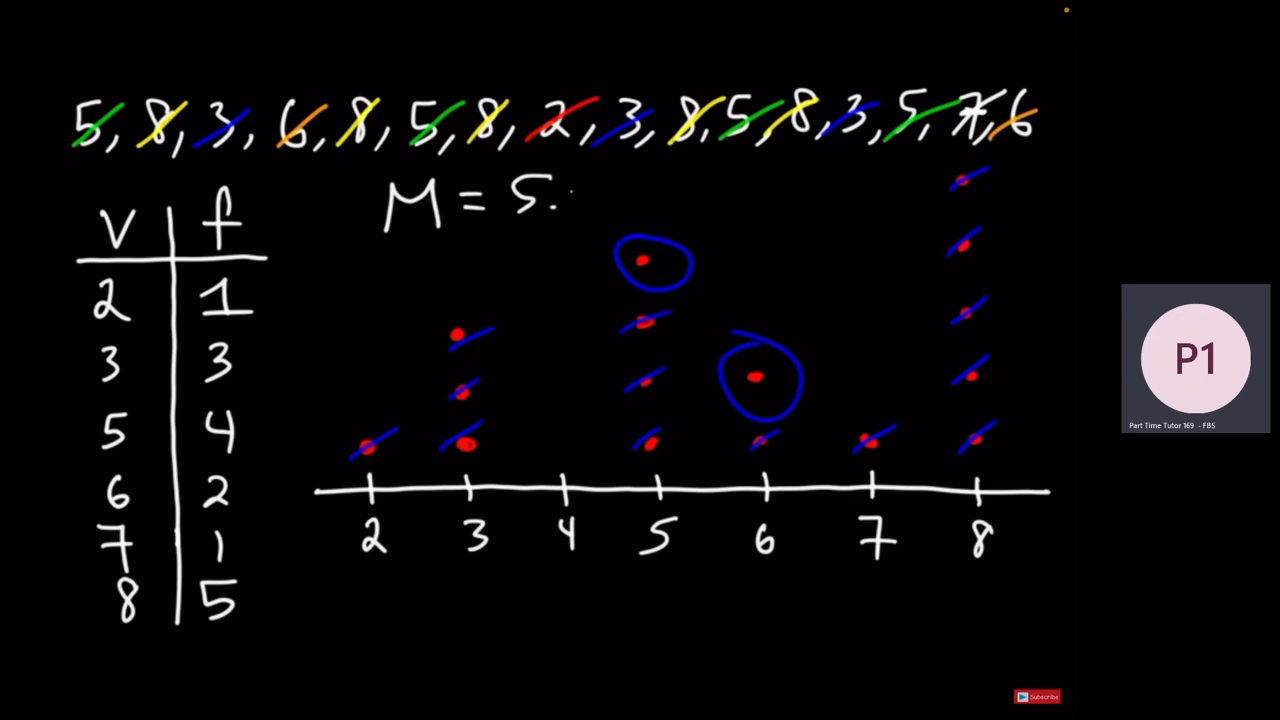 5, 8, 3, 6, 8, 5, 8, 2, 3, 8, 5, 8, 3, 5, 7, 6
M = 5.
V f
2 1
3 3
5 4
6 2
7 1
8 5
2 3 4 5 6 7 8
P1
Part Time Tutor 169 - FBS
Subscribe